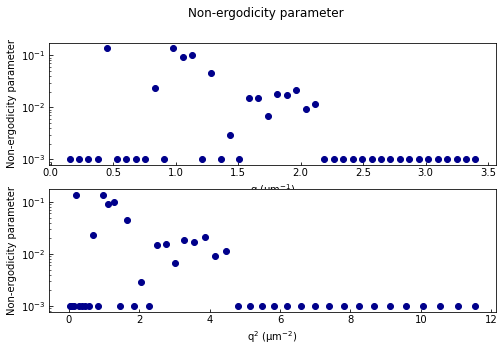 Non-ergodicity parameter
Non-ergodicity parameter
10⁻¹
10⁻²
10⁻³
0.0 0.5 1.0 1.5 2.0 2.5 3.0 3.5
q (μm⁻¹)
Non-ergodicity parameter
10⁻¹
10⁻²
10⁻³
0 2 4 6 8 10 12
q² (μm⁻²)